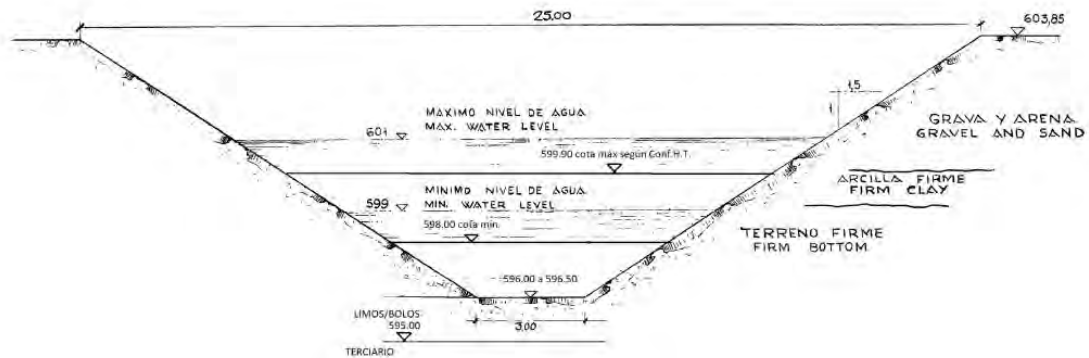 25.00
603,85
1,5
1
MAXIMO NIVEL DE AGUA
MAX. WATER LEVEL
601
GRAVA Y ARENA
GRAVEL AND SAND
599.90 cota máx según Conf.H.T.
ARCILLA FIRME
FIRM CLAY
MINIMO NIVEL DE AGUA
MIN. WATER LEVEL
599
598.00 cota min.
TERRENO FIRME
FIRM BOTTOM
596.00 a 596.50
LIMOS/BOLOS
595.00
3,00
TERCIARIO